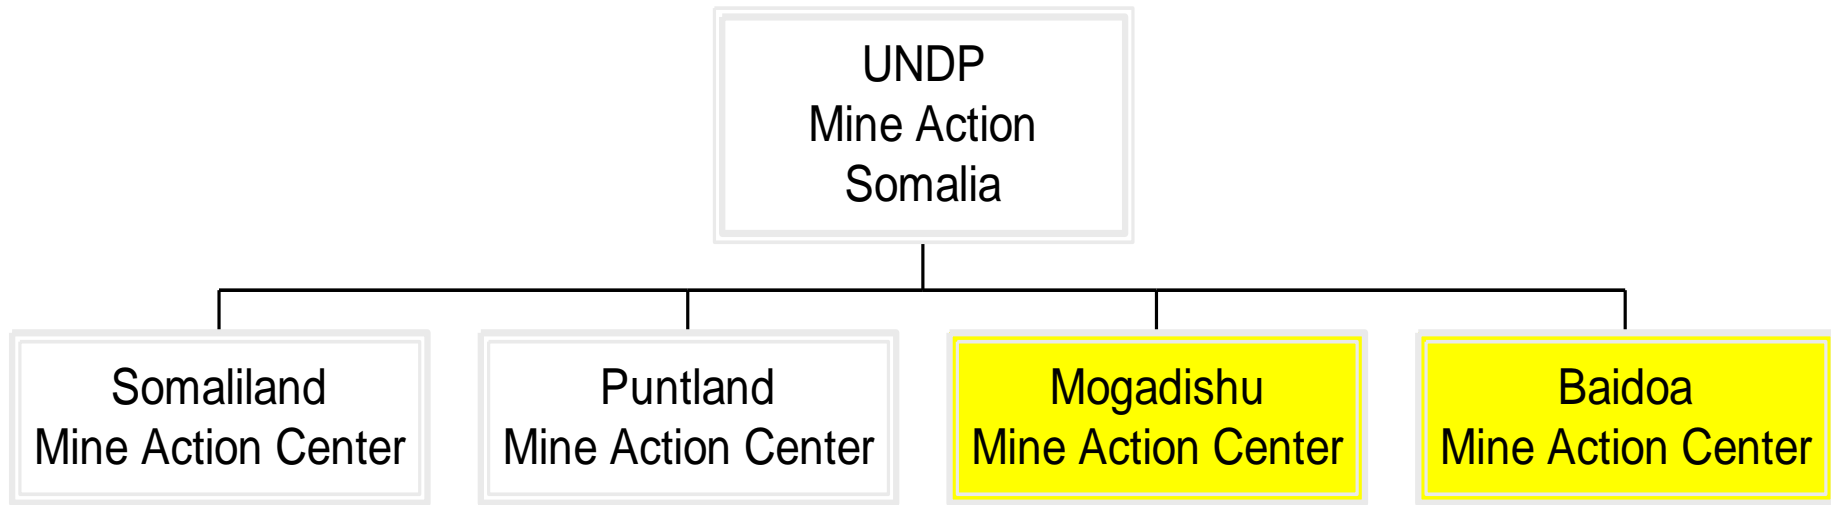 UNDP
Mine Action
Somalia
Somaliland
Mine Action Center
Puntland
Mine Action Center
Mogadishu
Mine Action Center
Baidoa
Mine Action Center